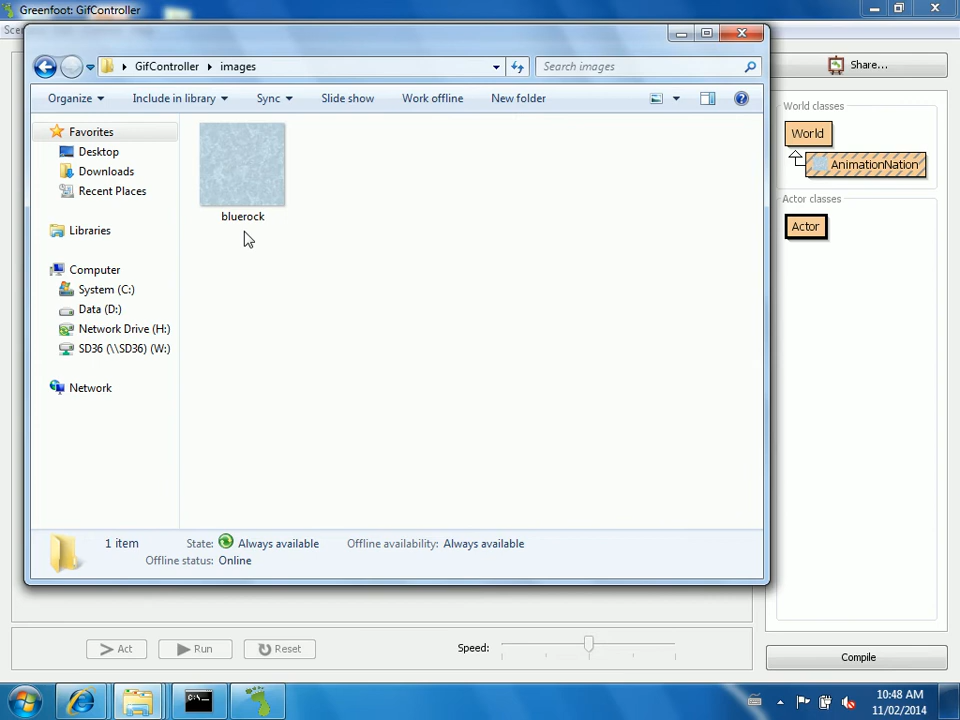 Greenfoot: GifController
GifController
images
Search images
Share...
Organize
Include in library
Sync
Slide show
Work offline
New folder
World classes
Favorites
World
Desktop
AnimationNation
Downloads
Recent Places
Actor classes
bluerock
Actor
Libraries
Computer
System (C:)
Data (D:)
Network Drive (H:)
SD36 (\\SD36) (W:)
Network
1 item
State: Always available
Offline availability: Always available
Offline status: Online
Act
Run
Reset
Speed:
Compile
10:48 AM
11/02/2014